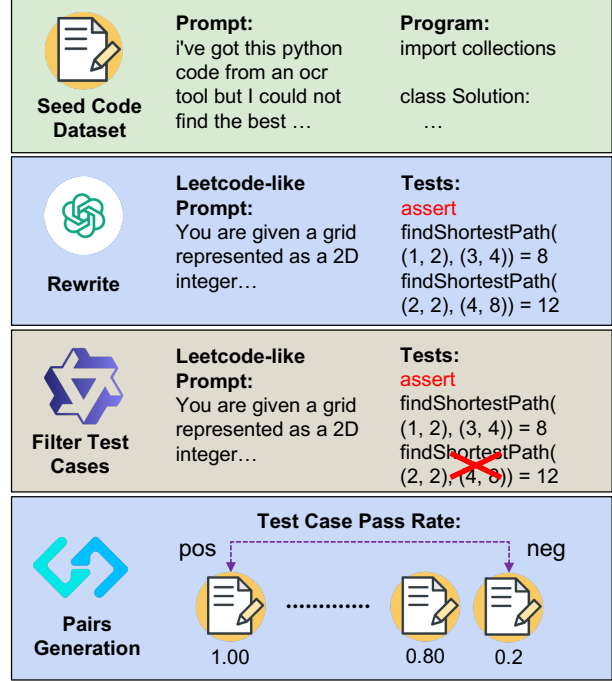 Seed Code
Dataset
Prompt:
i've got this python
code from an ocr
tool but I could not
find the best …
Program:
import collections
class Solution:
…
Rewrite
Leetcode-like
Prompt:
You are given a grid
represented as a 2D
integer…
Tests:
assert
findShortestPath(
(1, 2), (3, 4)) = 8
findShortestPath(
(2, 2), (4, 8)) = 12
Filter Test
Cases
Leetcode-like
Prompt:
You are given a grid
represented as a 2D
integer…
Tests:
assert
findShortestPath(
(1, 2), (3, 4)) = 8
findShortestPath(
(2, 2), (4, 8)) = 12
Pairs
Generation
Test Case Pass Rate:
pos
neg
.............
1.00
0.80
0.2